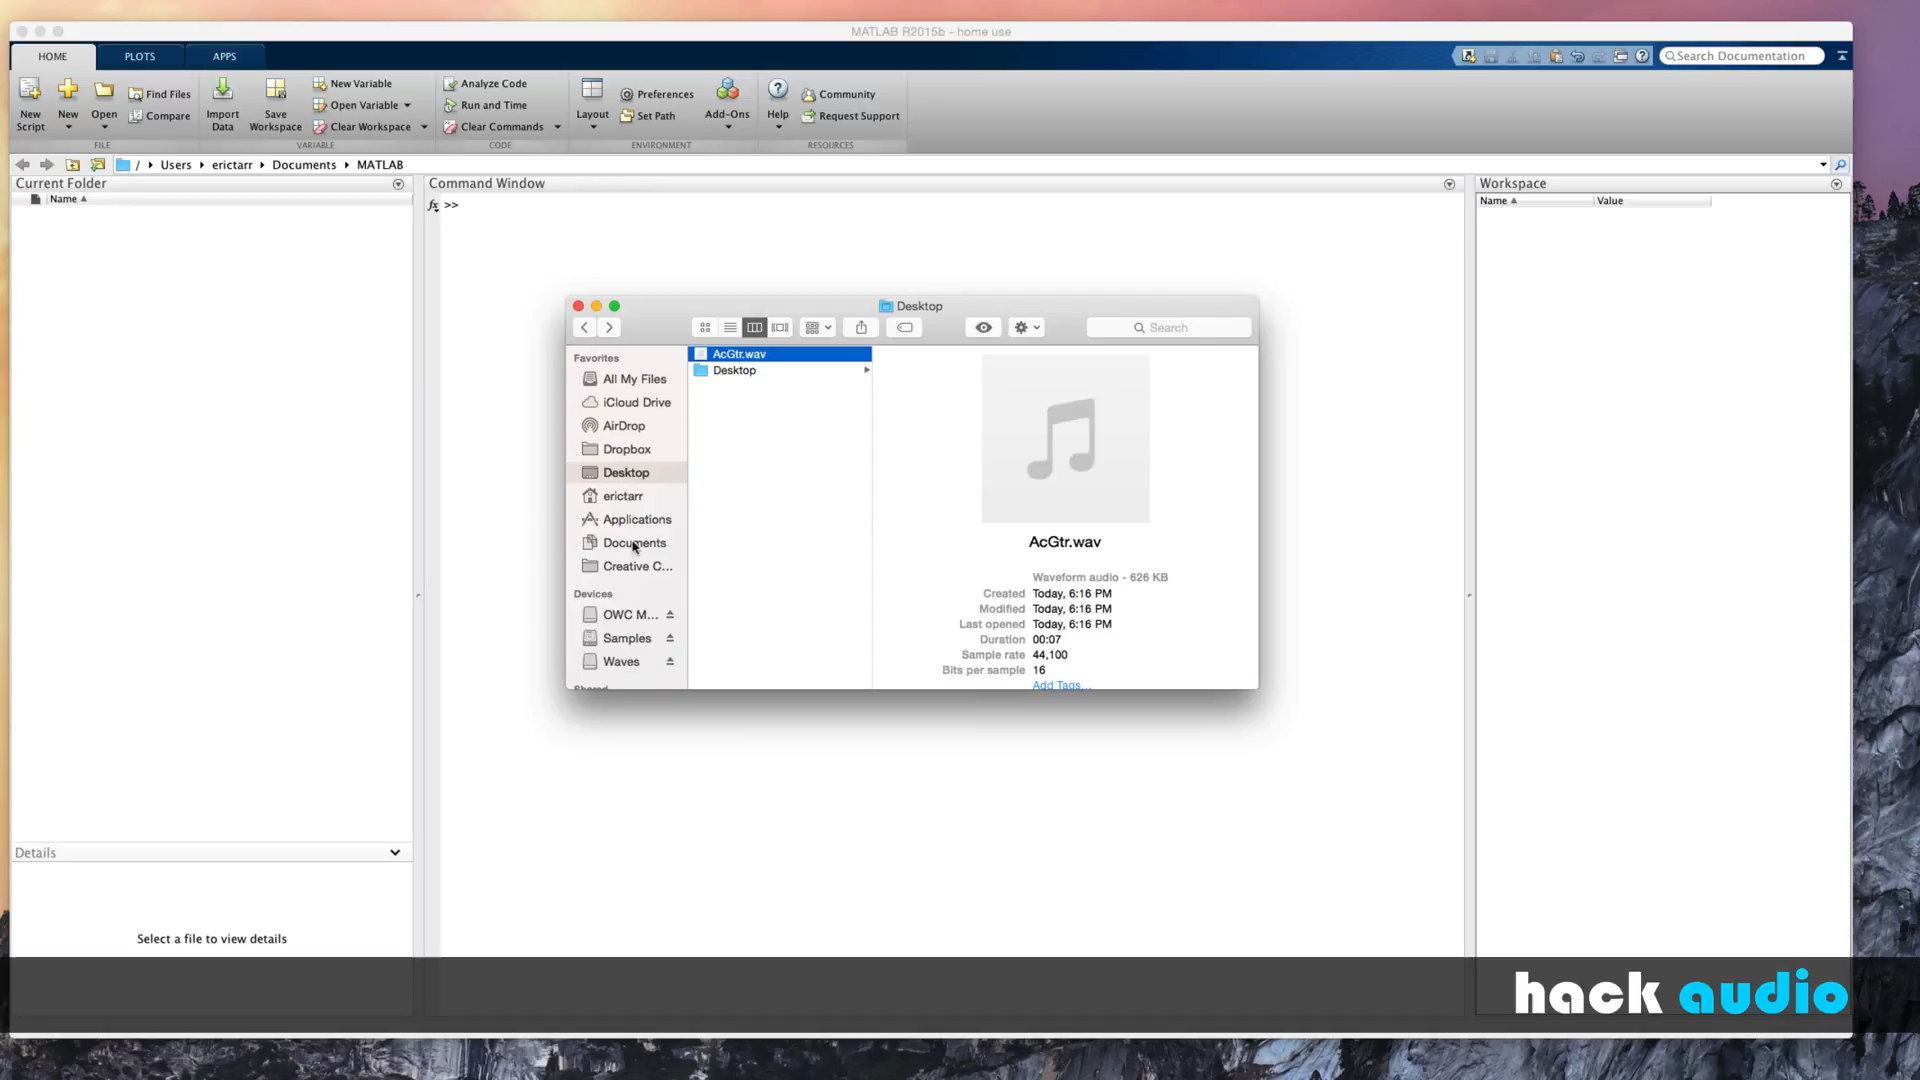 MATLAB R2015b - home use
HOME PLOTS APPS
Search Documentation
New Script
New
Open
Find Files
Compare
Import Data
Save Workspace
New Variable
Open Variable
Clear Workspace
Analyze Code
Run and Time
Clear Commands
Layout
Preferences
Set Path
Add-Ons
Help
Community
Request Support
FILE VARIABLE CODE ENVIRONMENT RESOURCES
/ Users erictarr Documents MATLAB
Current Folder
Name
Command Window
fx >>
Workspace
Name Value
Desktop
Search
Favorites
All My Files
iCloud Drive
AirDrop
Dropbox
Desktop
erictarr
Applications
Documents
Creative C...
Devices
OWC M...
Samples
Waves
Shared
AcGtr.wav
Desktop
AcGtr.wav
Waveform audio - 626 KB
Created Today, 6:16 PM
Modified Today, 6:16 PM
Last opened Today, 6:16 PM
Duration 00:07
Sample rate 44,100
Bits per sample 16
Add Tags...
Details
Select a file to view details
hack audio